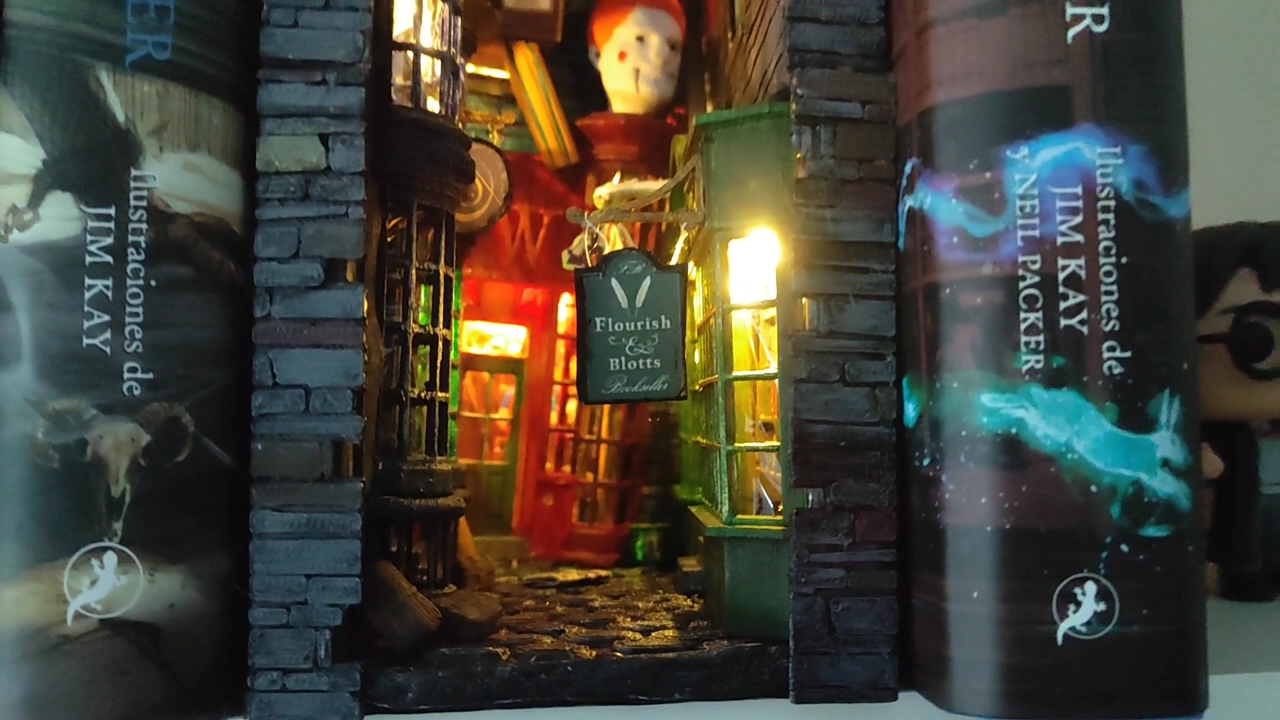 ER
Ilustraciones de
JIM KAY
W
Flourish
&
Blotts
Bookseller
R
Ilustraciones de
JIM KAY
y NEIL PACKER